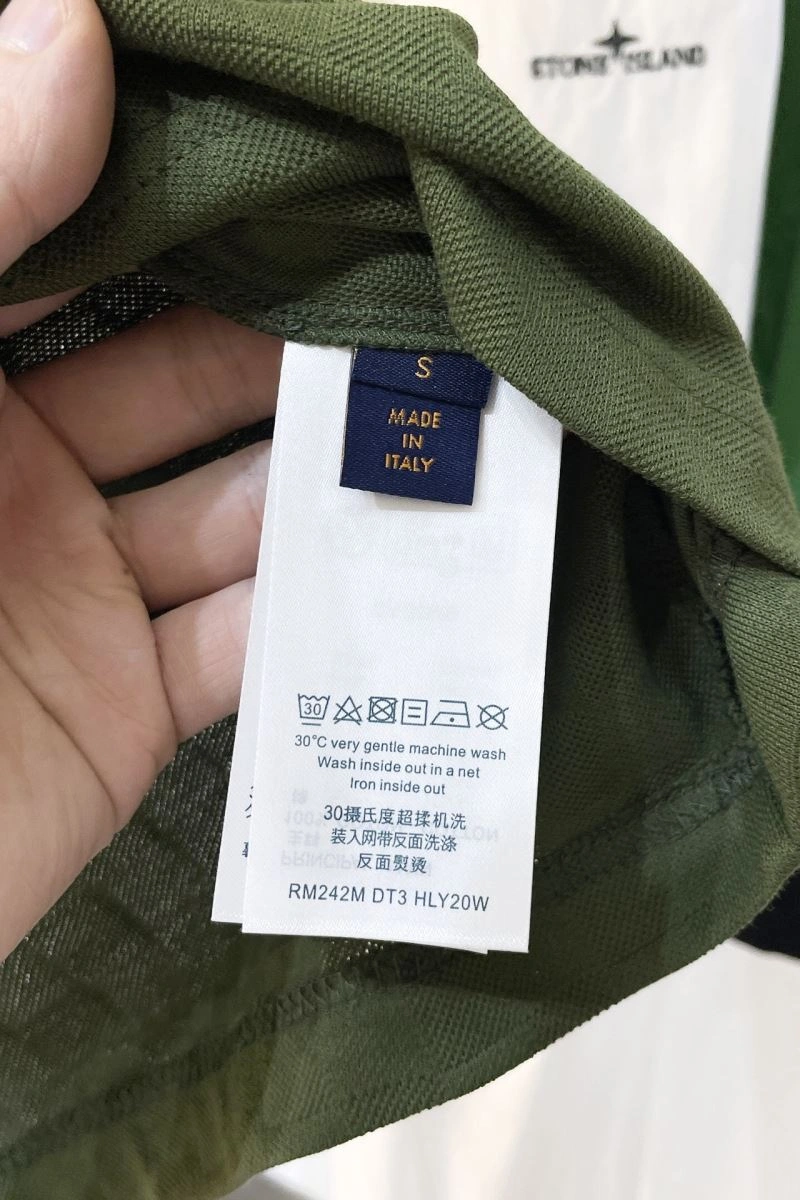 STONE ISLAND
S
MADE
IN
ITALY
30
30°C very gentle machine wash
Wash inside out in a net
Iron inside out
30摄氏度超揉机洗
装入网带反面洗涤
反面熨烫
RM242M DT3 HLY20W